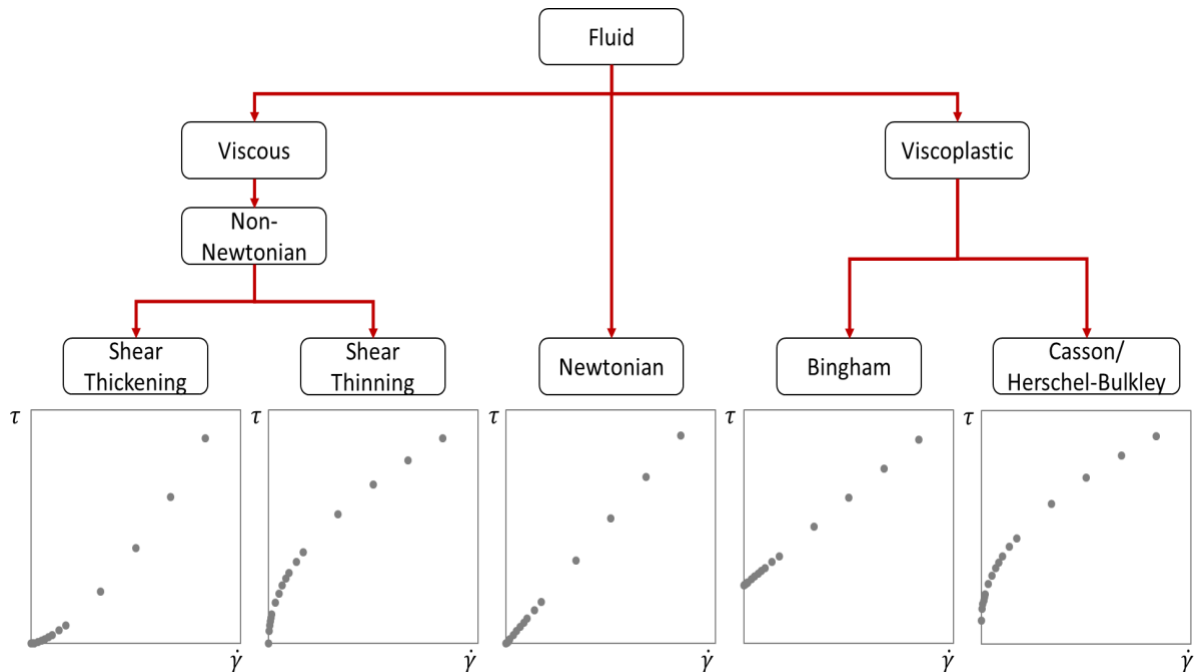 Fluid
Viscous
Viscoplastic
Non-
Newtonian
Shear
Thickening
Shear
Thinning
Newtonian
Bingham
Casson/
Herschel-Bulkley
τ
τ
τ
τ
τ
γ̇
γ̇
γ̇
γ̇
γ̇